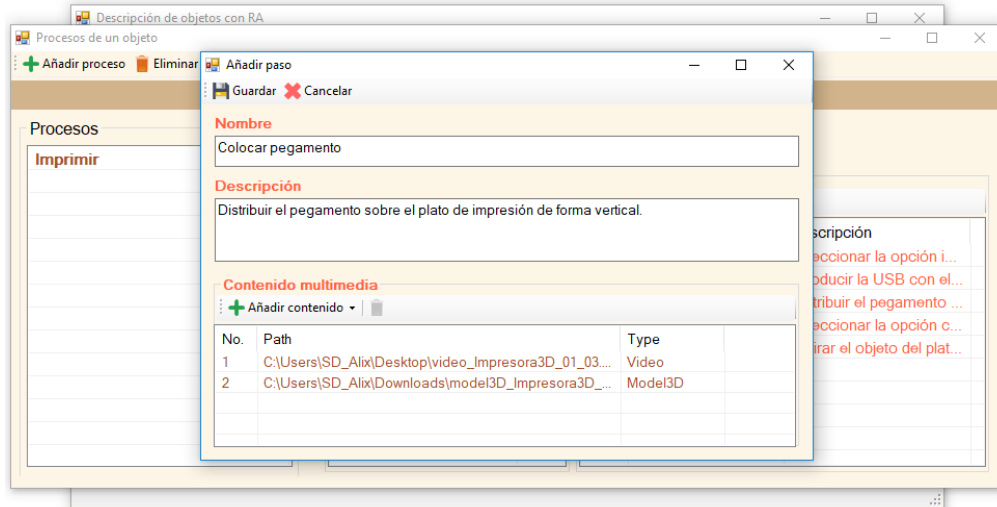 Descripción de objetos con RA
Procesos de un objeto
Añadir proceso Eliminar
Añadir paso
Guardar Cancelar
Procesos
Imprimir
Nombre
Colocar pegamento
Descripción
Distribuir el pegamento sobre el plato de impresión de forma vertical.
Contenido multimedia
Añadir contenido
No. Path Type
1 C:\Users\SD_Alix\Desktop\video_Impresora3D_01_03.... Video
2 C:\Users\SD_Alix\Downloads\model3D_Impresora3D_... Model3D
scripción
eccionar la opción i...
oducir la USB con el...
tribuir el pegamento ...
eccionar la opción c...
irar el objeto del plat...